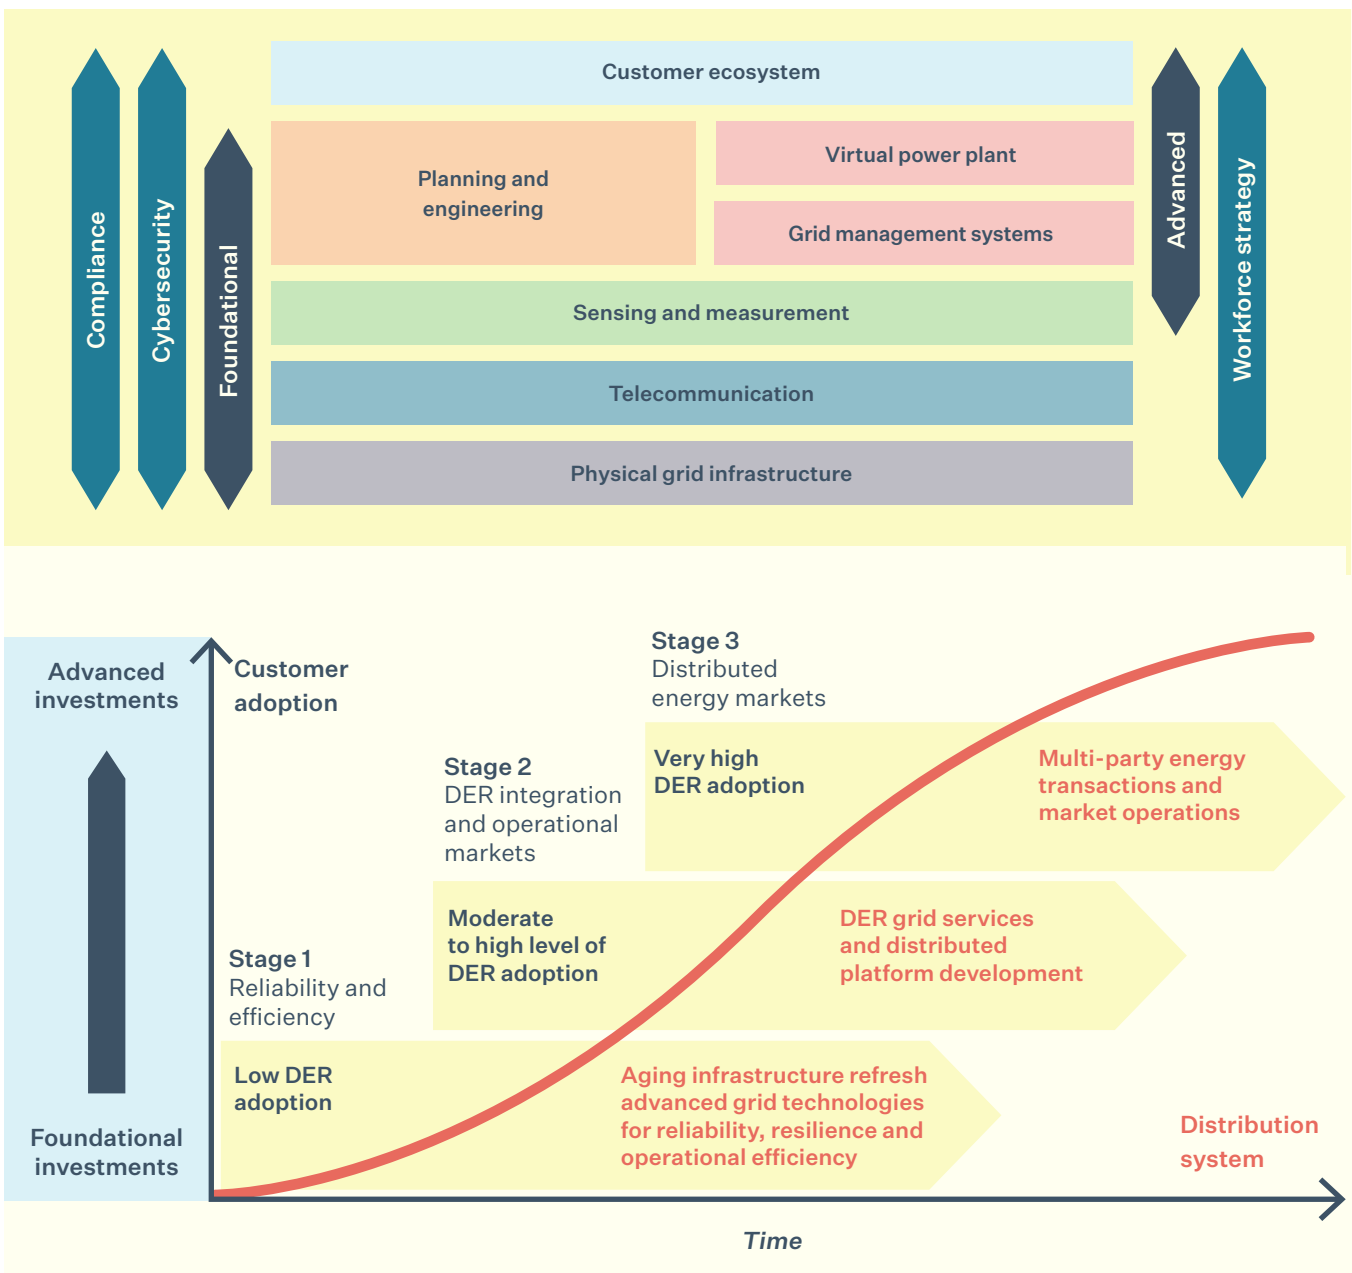 Compliance
Cybersecurity
Foundational
Customer ecosystem
Planning and
engineering
Virtual power plant
Grid management systems
Sensing and measurement
Telecommunication
Physical grid infrastructure
Advanced
Workforce strategy
Advanced
investments
Foundational
investments
Customer
adoption
Stage 3
Distributed
energy markets
Very high
DER adoption
Multi-party energy
transactions and
market operations
Stage 2
DER integration
and operational
markets
Moderate
to high level of
DER adoption
DER grid services
and distributed
platform development
Stage 1
Reliability and
efficiency
Low DER
adoption
Aging infrastructure refresh
advanced grid technologies
for reliability, resilience and
operational efficiency
Distribution
system
Time